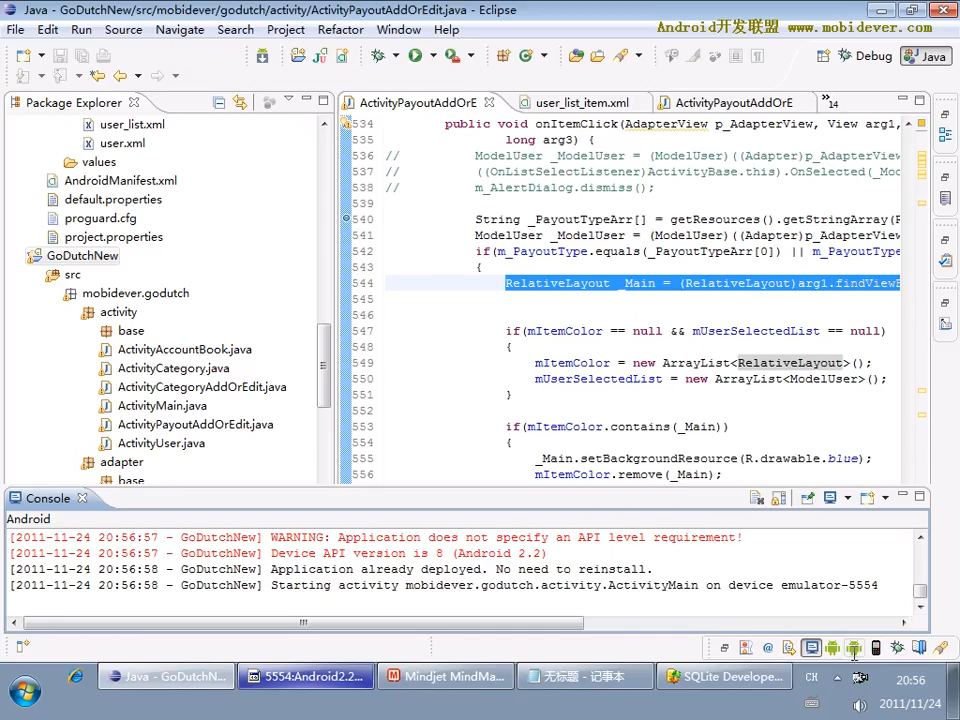 Java - GoDutchNew/src/mobidever/godutch/activity/ActivityPayoutAddOrEdit.java - Eclipse
File Edit Run Source Navigate Search Project Refactor Window Help
Android开发联盟 www.mobidever.com
Debug Java
Package Explorer
ActivityPayoutAddOrE user_list_item.xml ActivityPayoutAddOrE »14
user_list.xml
user.xml
values
AndroidManifest.xml
default.properties
proguard.cfg
project.properties
GoDutchNew
src
mobidever.godutch
activity
base
ActivityAccountBook.java
ActivityCategory.java
ActivityCategoryAddOrEdit.java
ActivityMain.java
ActivityPayoutAddOrEdit.java
ActivityUser.java
adapter
base
534 public void onItemClick(AdapterView p_AdapterView, View arg1,
535 long arg3) {
536 // ModelUser _ModelUser = (ModelUser)((Adapter)p_AdapterView
537 // ((OnListSelectListener)ActivityBase.this).OnSelected(_Mod
538 // m_AlertDialog.dismiss();
539
540 String _PayoutTypeArr[] = getResources().getStringArray(R
541 ModelUser _ModelUser = (ModelUser)((Adapter)p_AdapterView
542 if(m_PayoutType.equals(_PayoutTypeArr[0]) || m_PayoutType
543 {
544 RelativeLayout _Main = (RelativeLayout)arg1.findViewB
545
546
547 if(mItemColor == null && mUserSelectedList == null)
548 {
549 mItemColor = new ArrayList<RelativeLayout>();
550 mUserSelectedList = new ArrayList<ModelUser>();
551 }
552
553 if(mItemColor.contains(_Main))
554 {
555 _Main.setBackgroundResource(R.drawable.blue);
556 mItemColor.remove(_Main);
Console
Android
[2011-11-24 20:56:57 - GoDutchNew] WARNING: Application does not specify an API level requirement!
[2011-11-24 20:56:57 - GoDutchNew] Device API version is 8 (Android 2.2)
[2011-11-24 20:56:58 - GoDutchNew] Application already deployed. No need to reinstall.
[2011-11-24 20:56:58 - GoDutchNew] Starting activity mobidever.godutch.activity.ActivityMain on device emulator-5554
Java - GoDutchN... 5554:Android2.2... Mindjet MindMa... 无标题 - 记事本 SQLite Develope... CH 20:56
2011/11/24